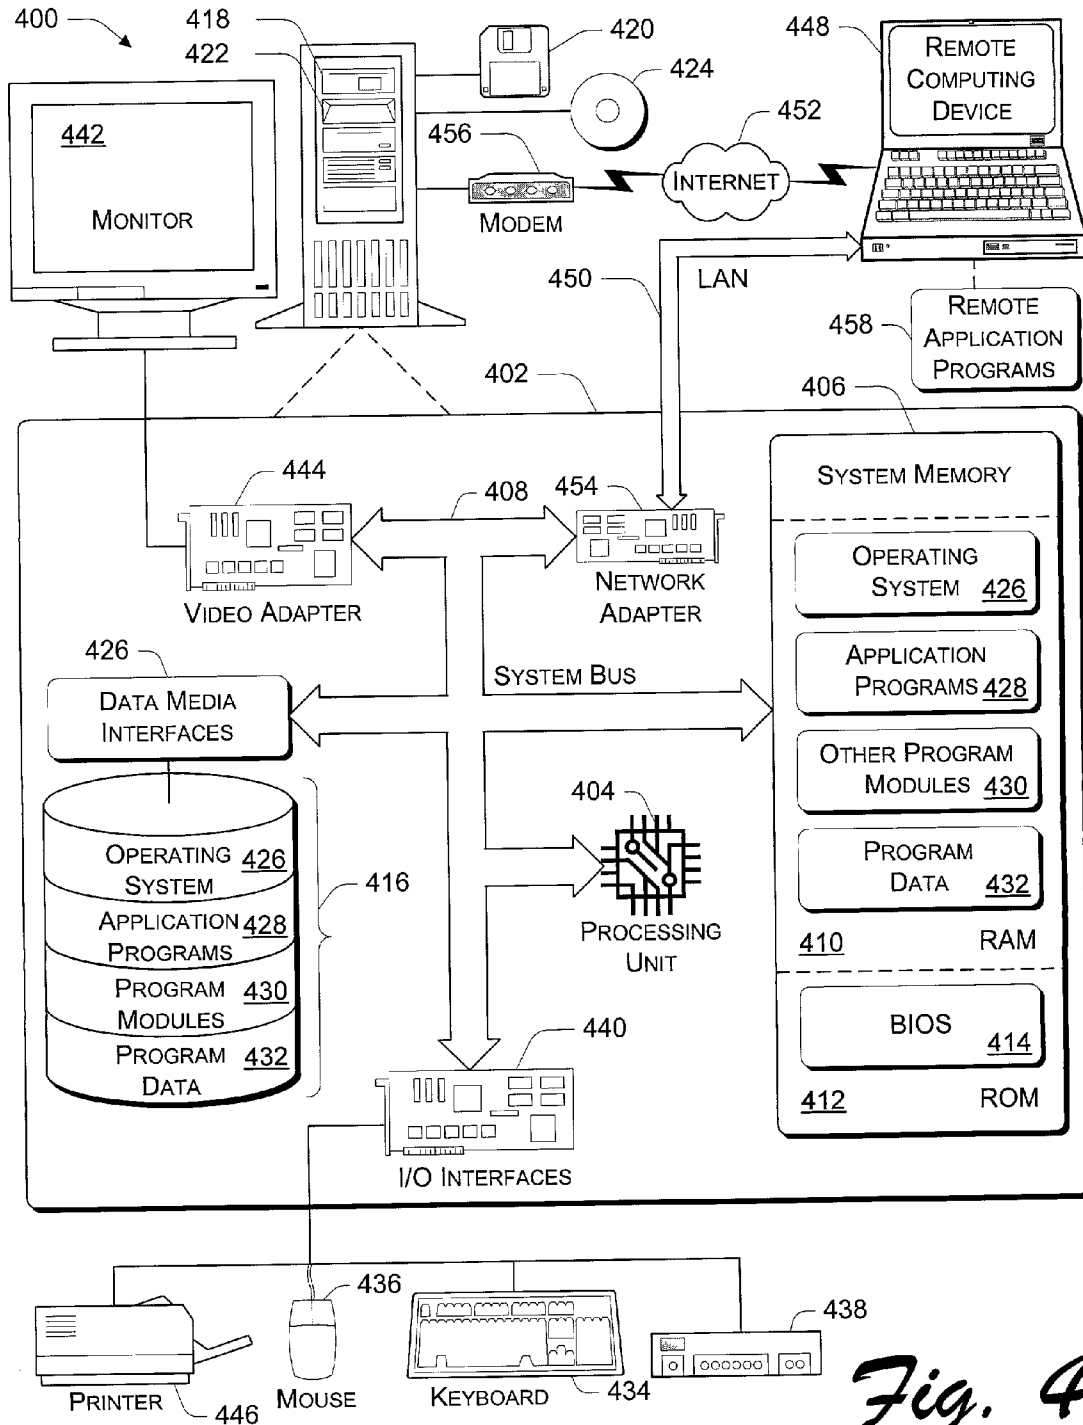 400
418
422
420
424
448
REMOTE
COMPUTING
DEVICE
442
MONITOR
456
MODEM
452
INTERNET
450
LAN
458
REMOTE
APPLICATION
PROGRAMS
402
406
SYSTEM MEMORY
444
VIDEO ADAPTER
408
454
NETWORK
ADAPTER
OPERATING
SYSTEM 426
APPLICATION
PROGRAMS 428
OTHER PROGRAM
MODULES 430
PROGRAM
DATA 432
410 RAM
BIOS
414
412 ROM
426
DATA MEDIA
INTERFACES
SYSTEM BUS
404
PROCESSING
UNIT
OPERATING 426
SYSTEM
APPLICATION 428
PROGRAMS
PROGRAM 430
MODULES
PROGRAM 432
DATA
416
440
I/O INTERFACES
PRINTER
446
436
MOUSE
KEYBOARD
434
438
Fig. 4